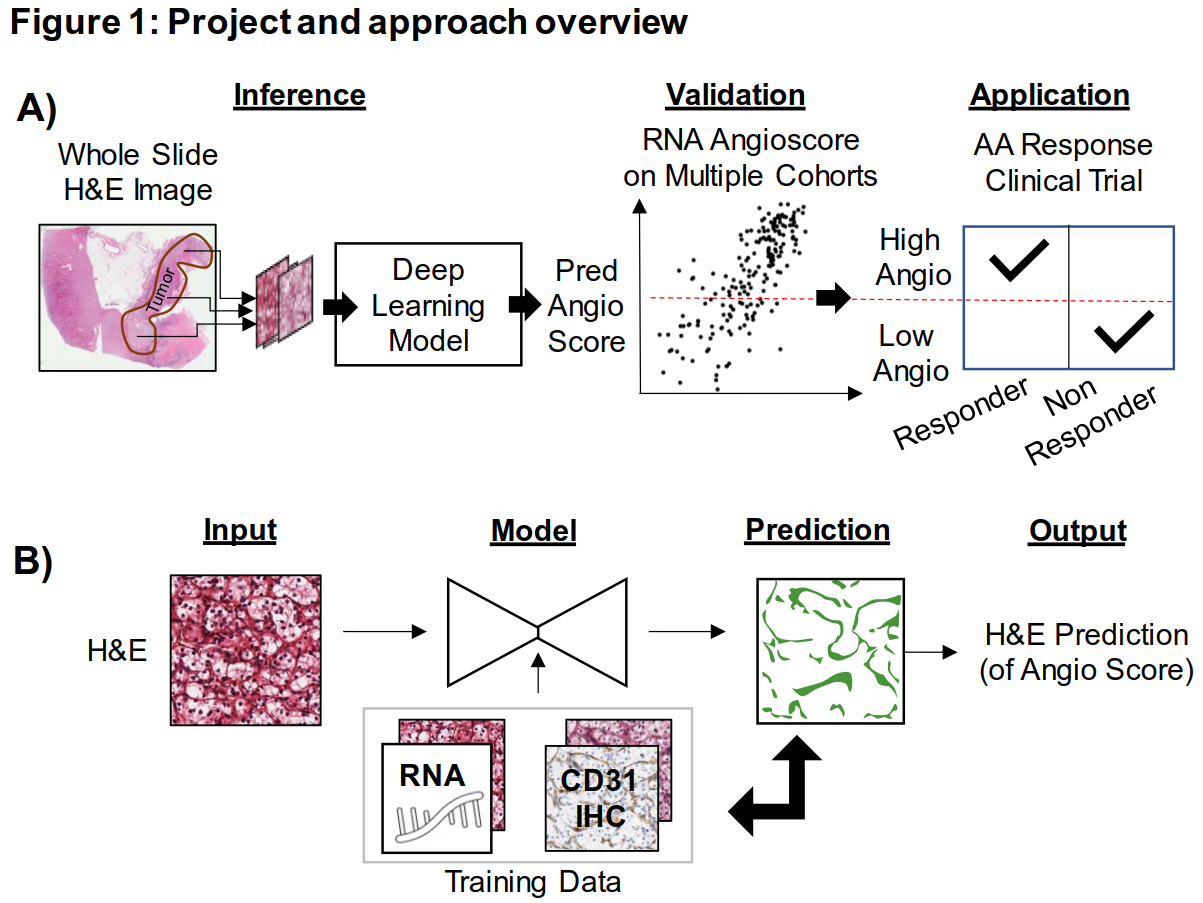 Figure 1: Project and approach overview
A)
Inference
Validation
Application
Whole Slide
H&E Image
Tumor
Deep
Learning
Model
Pred
Angio
Score
RNA Angioscore
on Multiple Cohorts
AA Response
Clinical Trial
High
Angio
Low
Angio
Responder
Non
Responder
B)
Input
Model
Prediction
Output
H&E
H&E Prediction
(of Angio Score)
RNA
CD31
IHC
Training Data